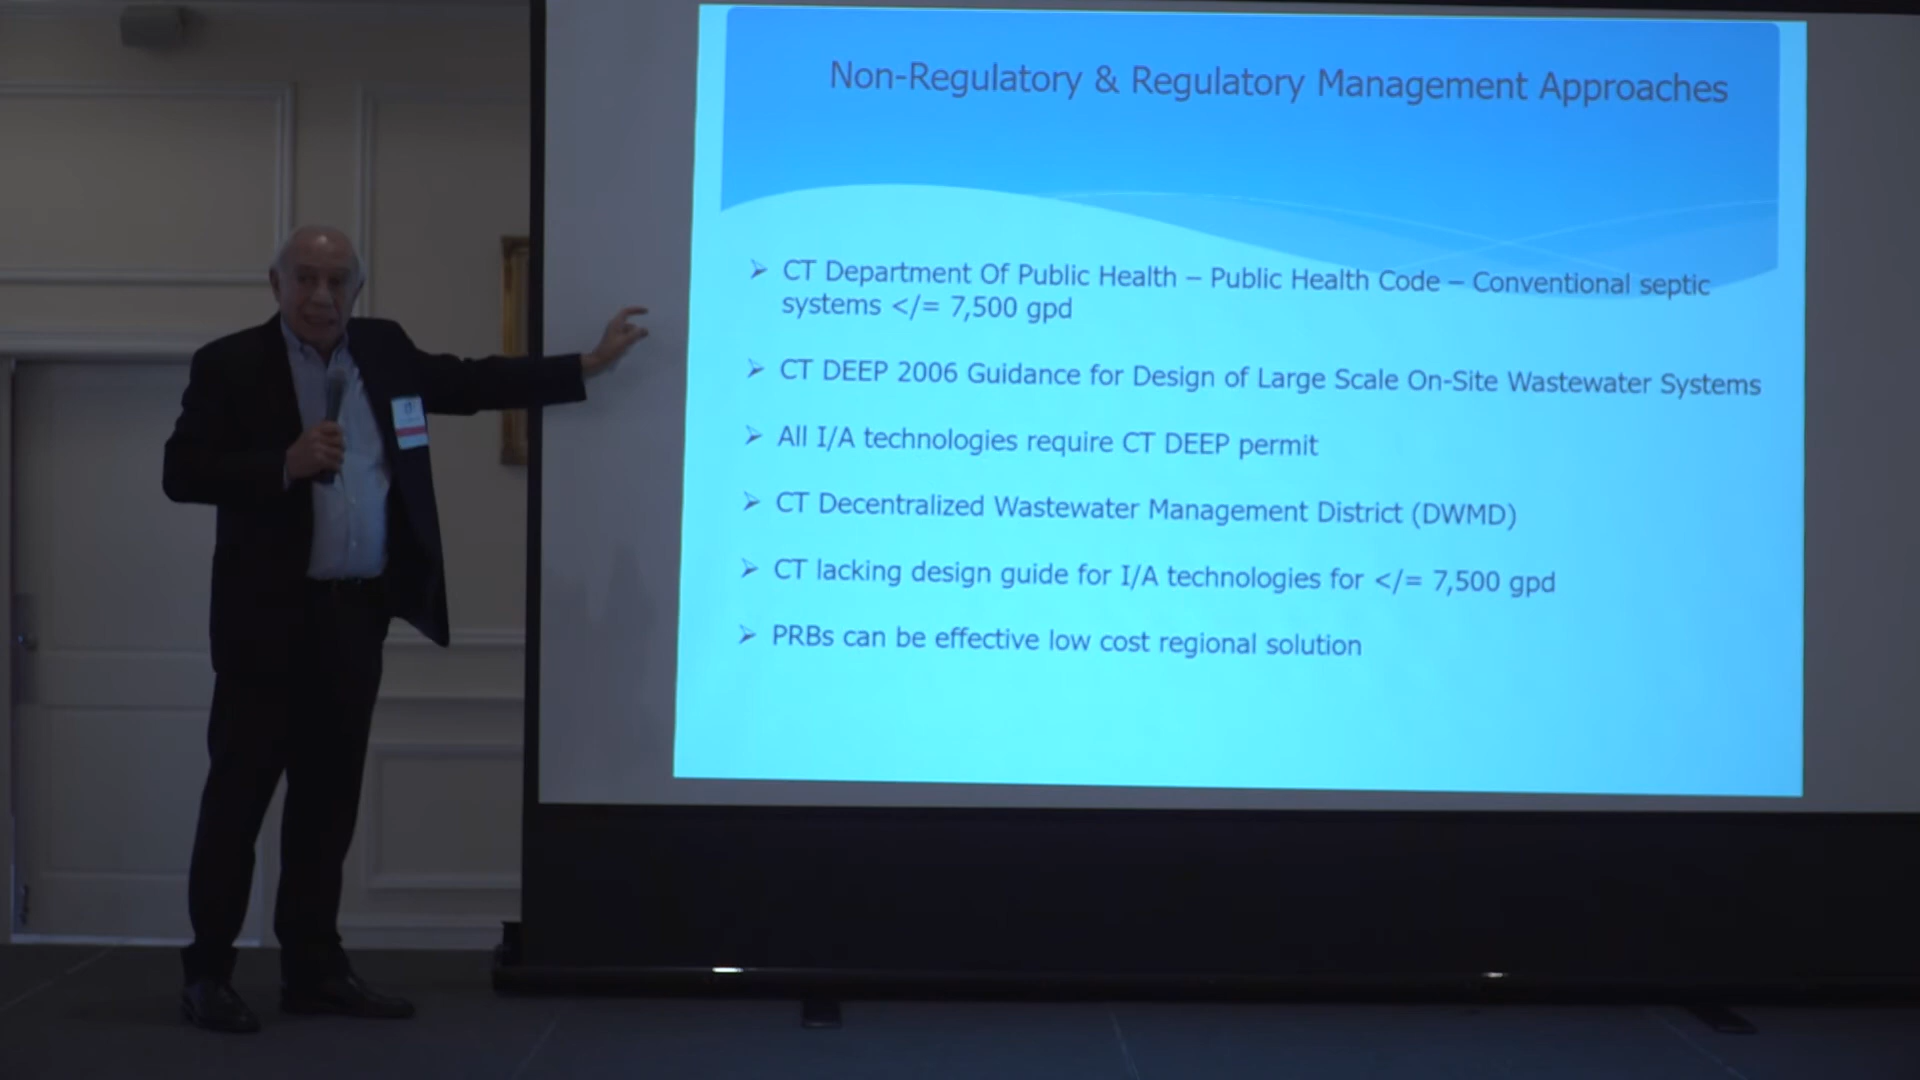 Non-Regulatory & Regulatory Management Approaches
➢ CT Department Of Public Health – Public Health Code – Conventional septic
systems </= 7,500 gpd
➢ CT DEEP 2006 Guidance for Design of Large Scale On-Site Wastewater Systems
➢ All I/A technologies require CT DEEP permit
➢ CT Decentralized Wastewater Management District (DWMD)
➢ CT lacking design guide for I/A technologies for </= 7,500 gpd
➢ PRBs can be effective low cost regional solution